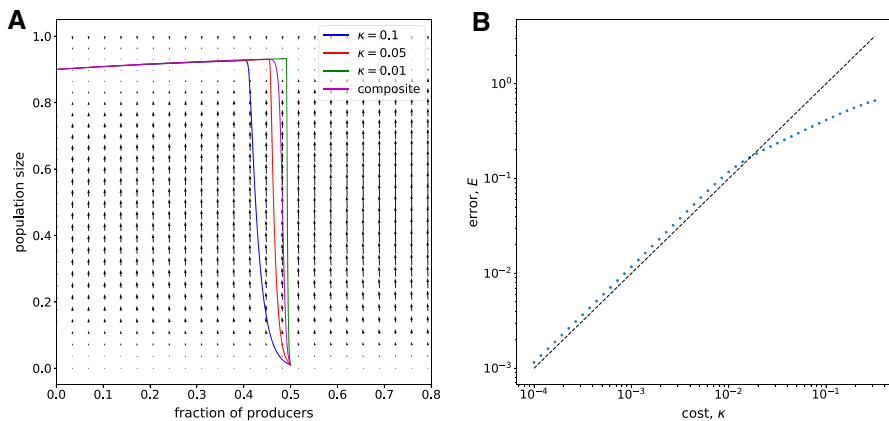 A
population size
1.0
0.8
0.6
0.4
0.2
0.0
0.0 0.1 0.2 0.3 0.4 0.5 0.6 0.7 0.8
fraction of producers
κ = 0.1
κ = 0.05
κ = 0.01
composite
B
error, E
10⁰
10⁻¹
10⁻²
10⁻³
10⁻⁴ 10⁻³ 10⁻² 10⁻¹
cost, κ